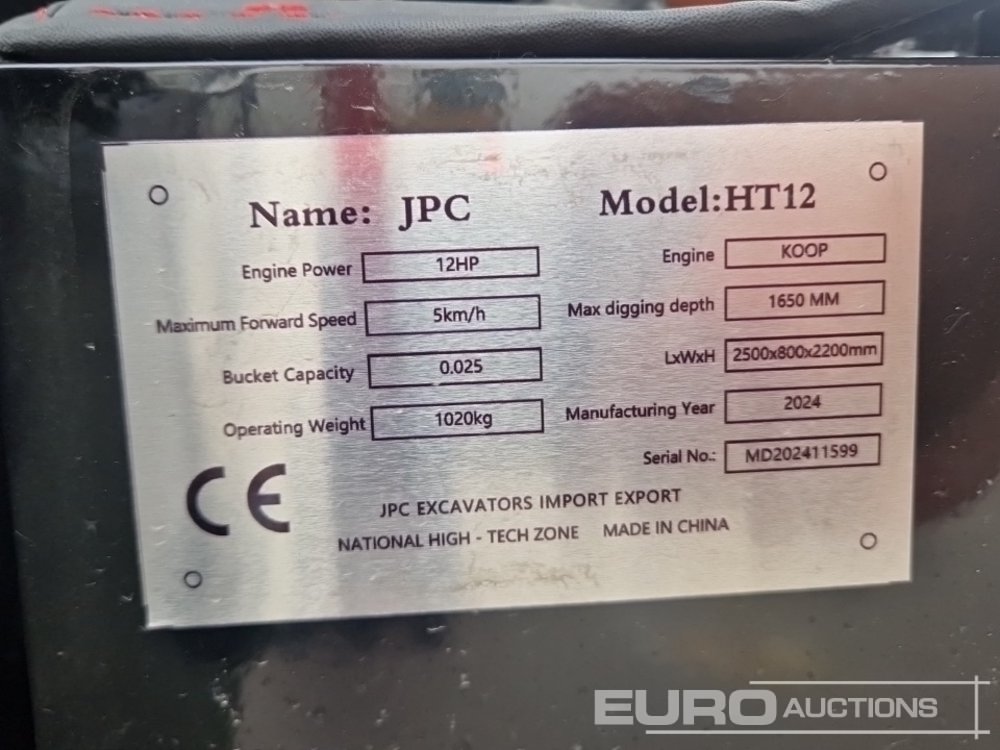 Name: JPC
Model:HT12
Engine Power 12HP
Engine KOOP
Maximum Forward Speed 5km/h
Max digging depth 1650 MM
Bucket Capacity 0.025
LxWxH 2500x800x2200mm
Operating Weight 1020kg
Manufacturing Year 2024
Serial No.: MD202411599
CE
JPC EXCAVATORS IMPORT EXPORT
NATIONAL HIGH - TECH ZONE MADE IN CHINA
EURO AUCTIONS